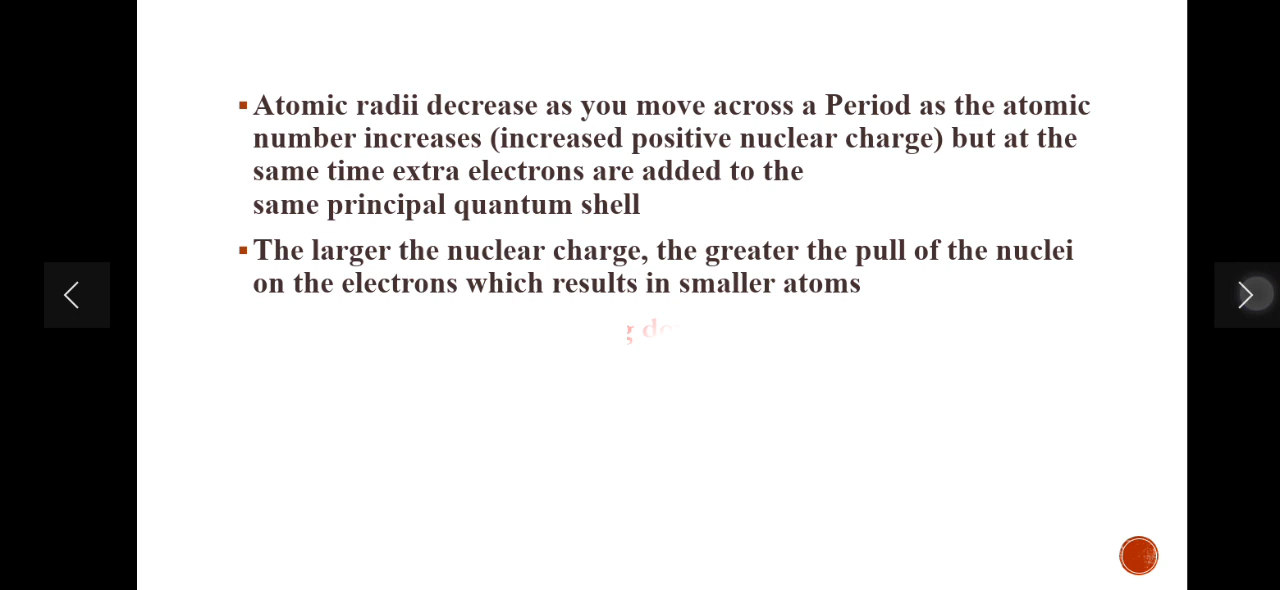 ▪ Atomic radii decrease as you move across a Period as the atomic
number increases (increased positive nuclear charge) but at the
same time extra electrons are added to the
same principal quantum shell
▪ The larger the nuclear charge, the greater the pull of the nuclei
on the electrons which results in smaller atoms